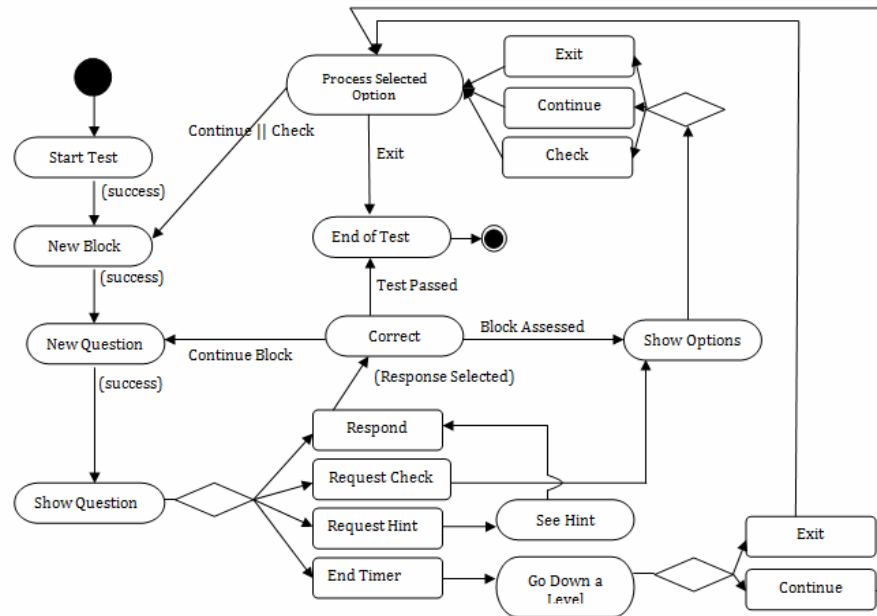 Exit
Process Selected
Option
Continue
Continue || Check
Start Test
Check
Exit
(success)
End of Test
New Block
(success)
Test Passed
Correct
Block Assessed
New Question
Show Options
Continue Block
(success)
(Response Selected)
Respond
Request Check
Show Question
See Hint
Request Hint
Exit
End Timer
Go Down a
Level
Continue